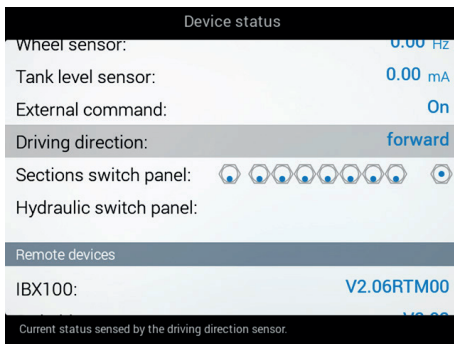 Device status
Wheel sensor: 0.00 Hz
Tank level sensor: 0.00 mA
External command: On
Driving direction: forward
Sections switch panel:
Hydraulic switch panel:
Remote devices
IBX100: V2.06RTM00
Current status sensed by the driving direction sensor.